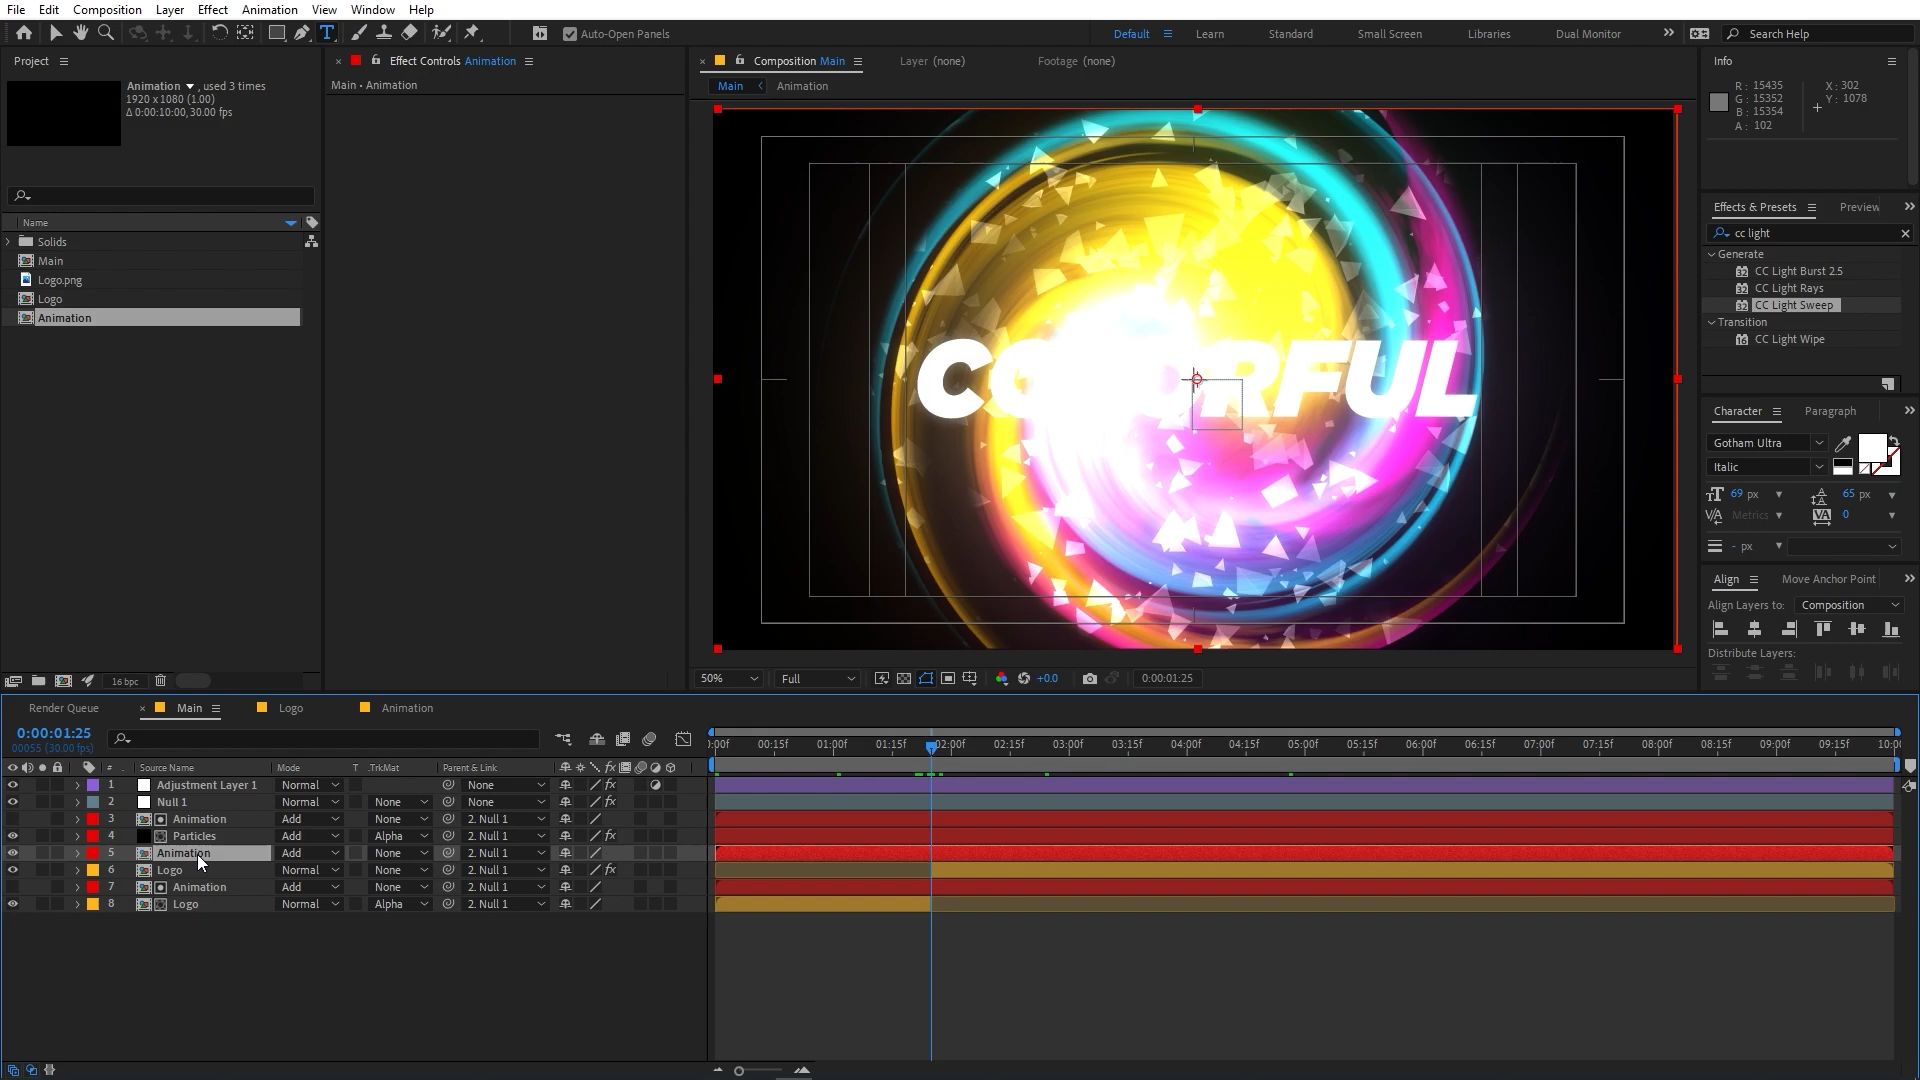 File Edit Composition Layer Effect Animation View Window Help
Auto-Open Panels
Default Learn Standard Small Screen Libraries Dual Monitor Search Help
Project
Animation , used 3 times
1920 x 1080 (1.00)
Δ 0:00:10:00, 30.00 fps
Name
Solids
Main
Logo.png
Logo
Animation
16 bpc
Effect Controls Animation
Main • Animation
Composition Main Layer (none) Footage (none)
Main Animation
COLORFUL
50% Full +0.0 0:00:01:25
Info
R : 15435 X : 302
G : 15352 Y : 1078
B : 15354
A : 102
Effects & Presets Preview
cc light
Generate
CC Light Burst 2.5
CC Light Rays
CC Light Sweep
Transition
CC Light Wipe
Character Paragraph
Gotham Ultra
Italic
69 px 65 px
Metrics 0
- px
Align Move Anchor Point
Align Layers to: Composition
Distribute Layers:
Render Queue Main Logo Animation
0:00:01:25
00055 (30.00 fps)
# Source Name Mode T .TrkMat Parent & Link
1 Adjustment Layer 1 Normal None
2 Null 1 Normal None None
3 Animation Add None 2. Null 1
4 Particles Add Alpha 2. Null 1
5 Animation Add None 2. Null 1
6 Logo Normal None 2. Null 1
7 Animation Add None 2. Null 1
8 Logo Normal Alpha 2. Null 1
):00f 00:15f 01:00f 01:15f 02:00f 02:15f 03:00f 03:15f 04:00f 04:15f 05:00f 05:15f 06:00f 06:15f 07:00f 07:15f 08:00f 08:15f 09:00f 09:15f 10:00